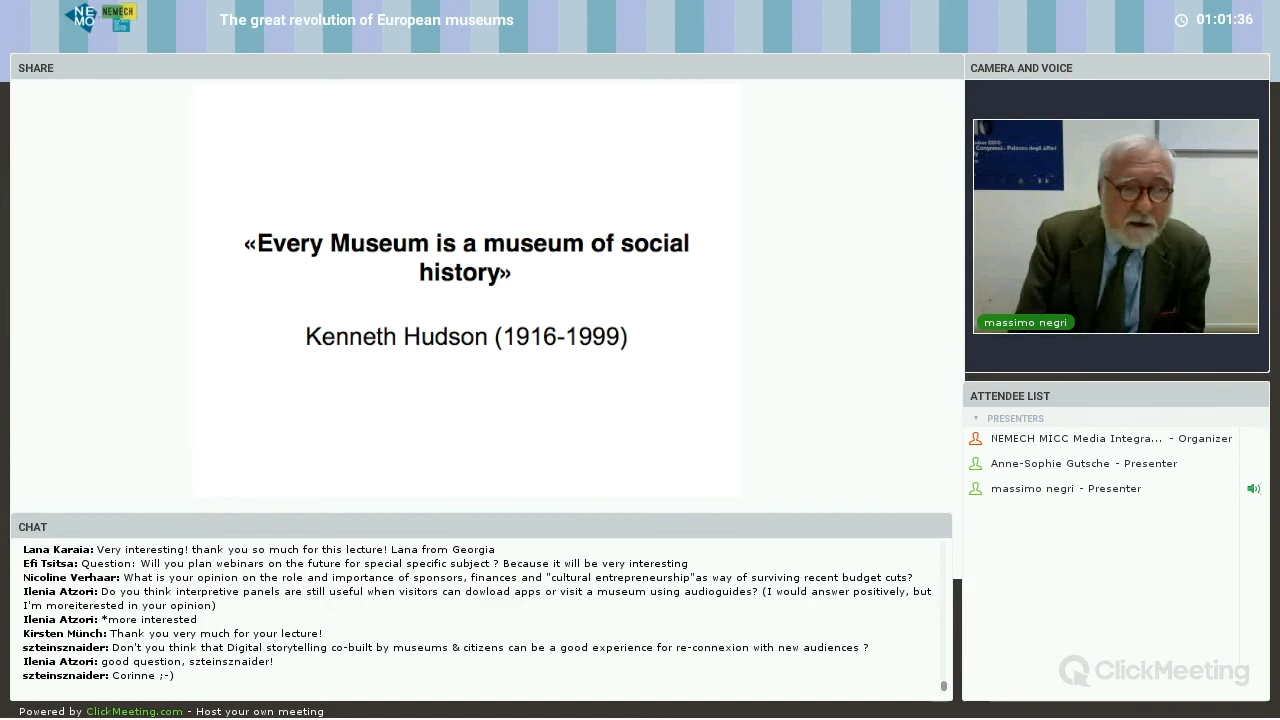 NE
MO
NEMECH
The great revolution of European museums
01:01:36
SHARE
CAMERA AND VOICE
«Every Museum is a museum of social
history»
Kenneth Hudson (1916-1999)
Congressi - Palazzo degli Affari
massimo negri
ATTENDEE LIST
PRESENTERS
NEMECH MICC Media Integra... - Organizer
Anne-Sophie Gutsche - Presenter
massimo negri - Presenter
CHAT
Lana Karaia: Very interesting! thank you so much for this lecture! Lana from Georgia
Efi Tsitsa: Question: Will you plan webinars on the future for special specific subject ? Because it will be very interesting
Nicoline Verhaar: What is your opinion on the role and importance of sponsors, finances and "cultural entrepreneurship"as way of surviving recent budget cuts?
Ilenia Atzori: Do you think interpretive panels are still useful when visitors can dowload apps or visit a museum using audioguides? (I would answer positively, but
I'm moreiterested in your opinion)
Ilenia Atzori: *more interested
Kirsten Münch: Thank you very much for your lecture!
szteinsznaider: Don't you think that Digital storytelling co-built by museums & citizens can be a good experience for re-connexion with new audiences ?
Ilenia Atzori: good question, szteinsznaider!
szteinsznaider: Corinne ;-)
ClickMeeting
Powered by ClickMeeting.com - Host your own meeting